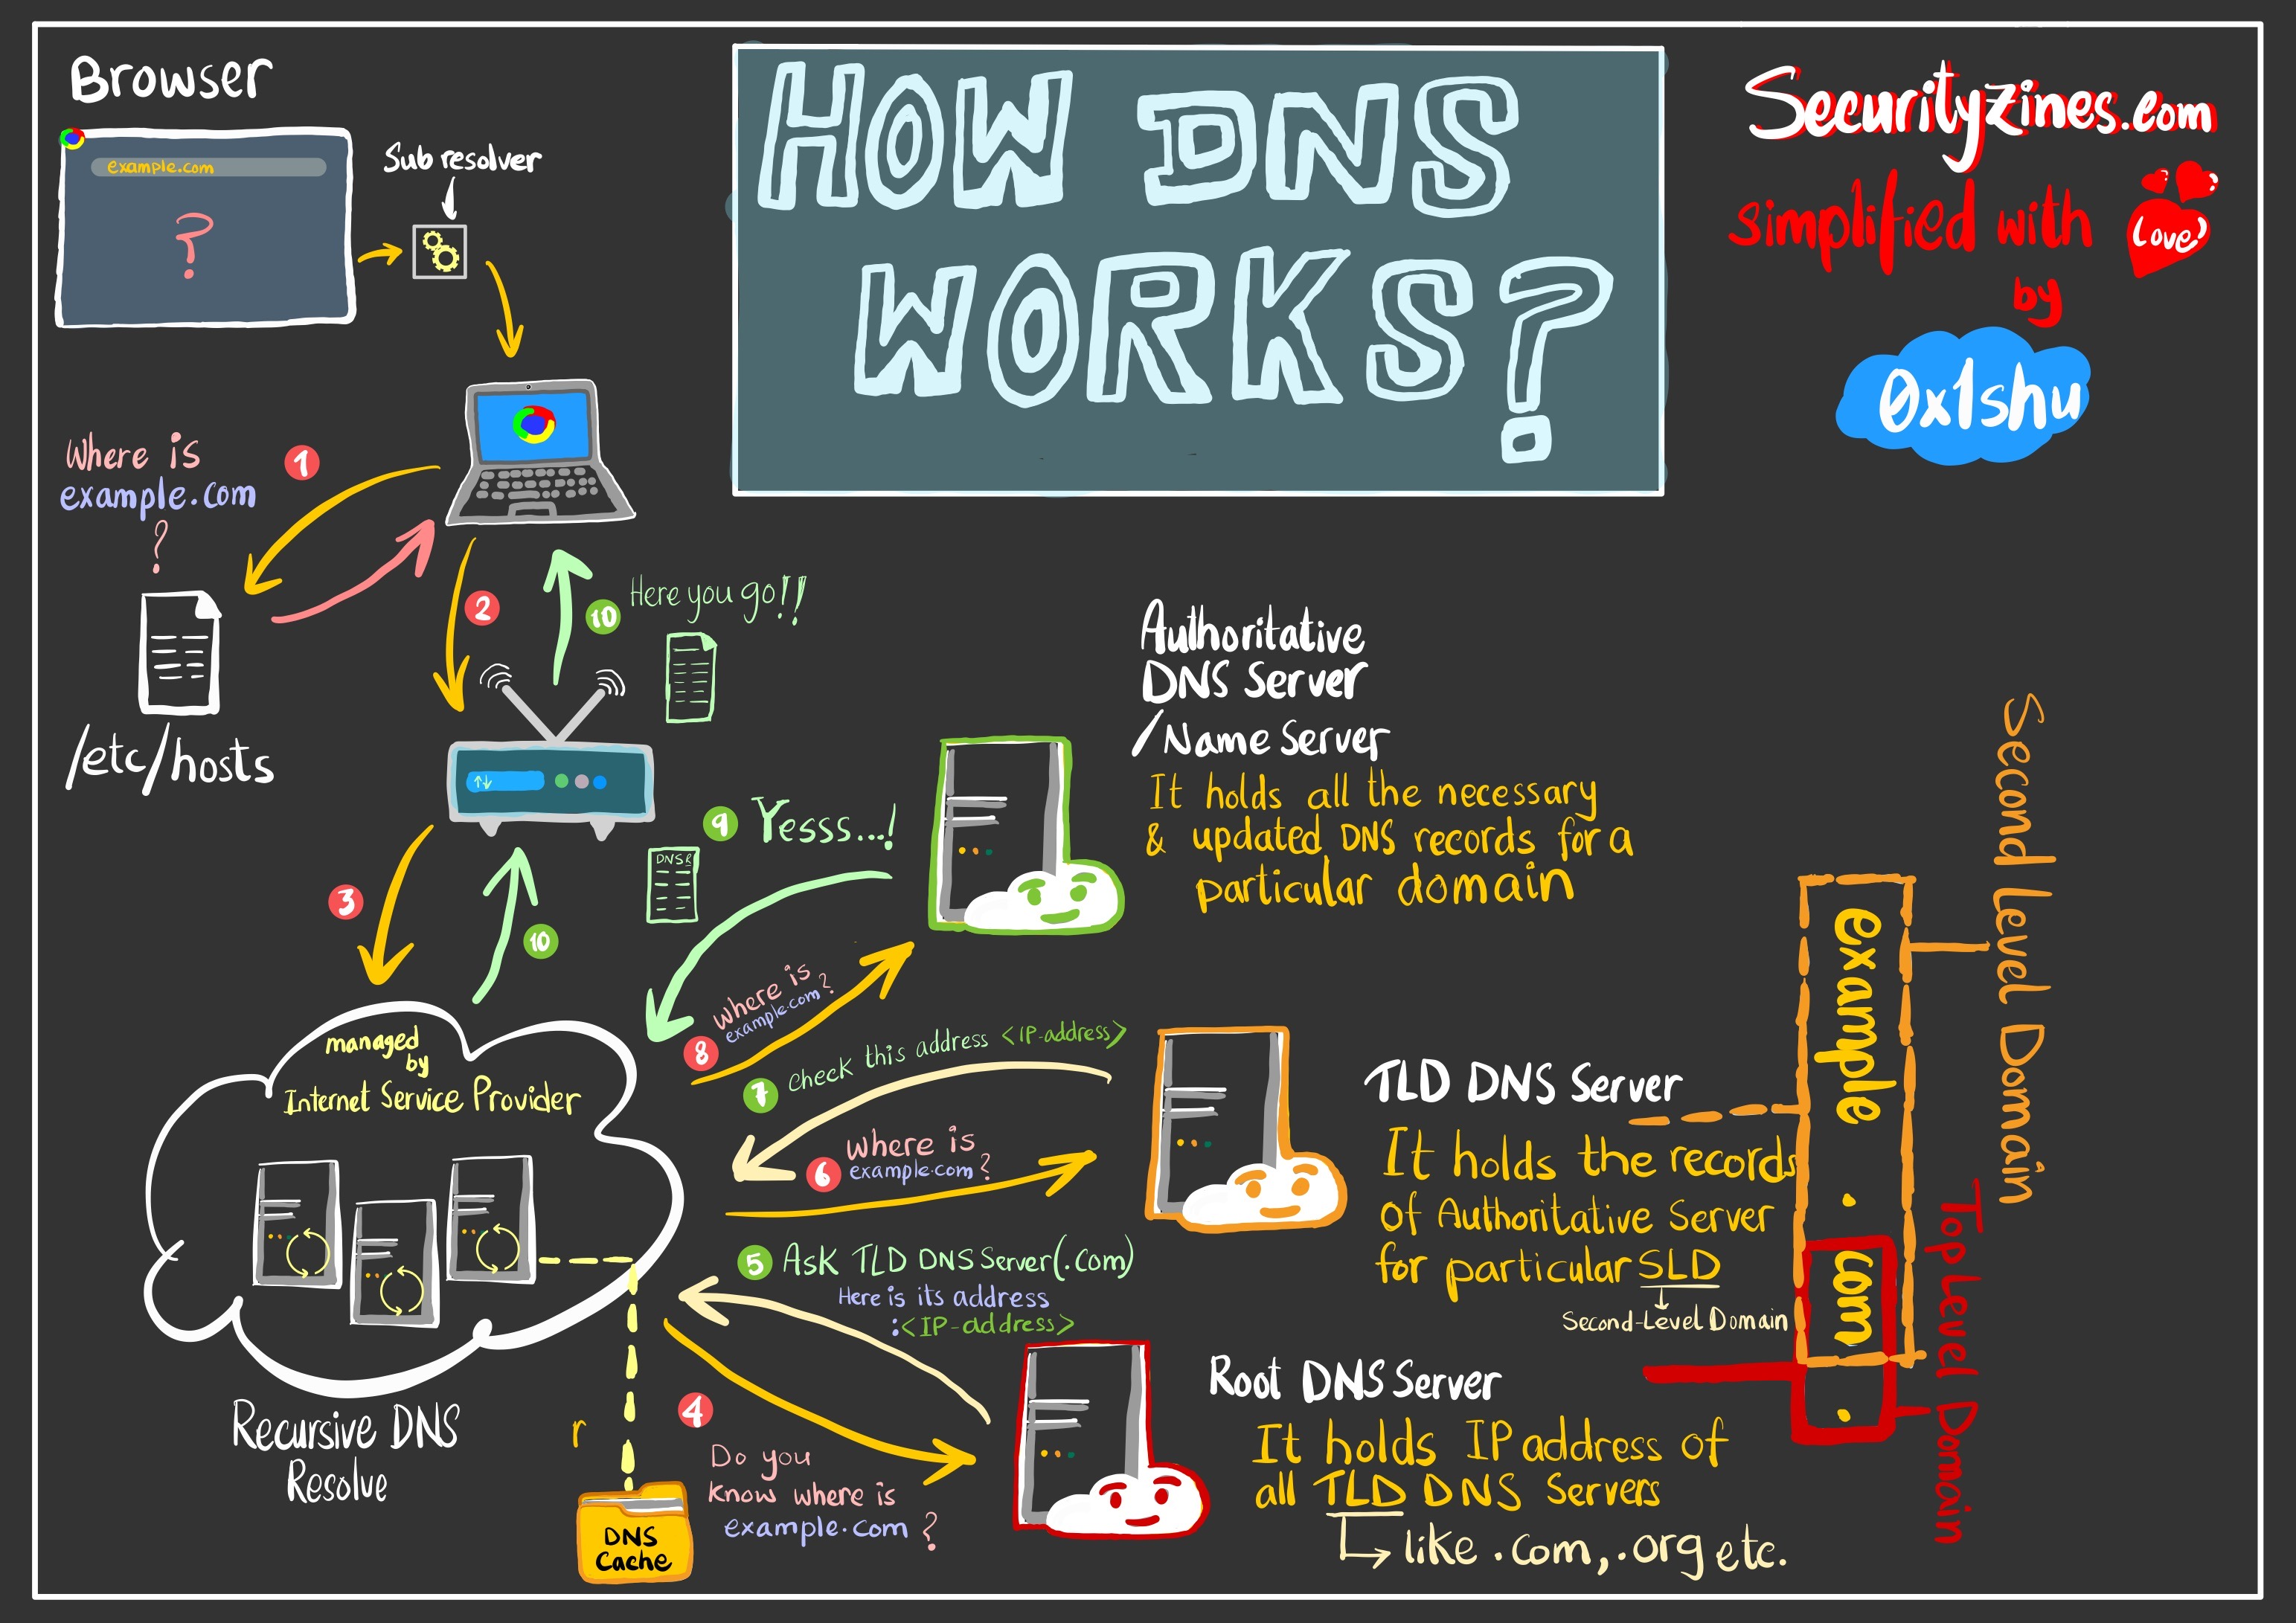 Browser
example.com
?
Sub resolver
HOW DNS
WORKS?
Securityzines.com
simplified with
Love!
by
0x1shu
Where is
example.com
?
1
/etc/hosts
2
10
Here you go!!
3
10
9
Yesss...!
DNSR
Authoritative
DNS Server
/Name Server
It holds all the necessary
& updated DNS records for a
particular domain
8
Where is
example.com?
7
check this address <IP-address>
6
where is
example.com?
TLD DNS Server
It holds the records
of Authoritative Server
for particular SLD
Second-Level Domain
managed
by
Internet Service Provider
Recursive DNS
Resolve
5
Ask TLD DNS Server(.com)
Here is its address
:<IP-address>
4
Do you
know where is
example.com?
r
DNS
Cache
Root DNS Server
It holds IP address of
all TLD DNS Servers
like .com, .org etc.
example.com.
Second Level Domain
Top Level Domain